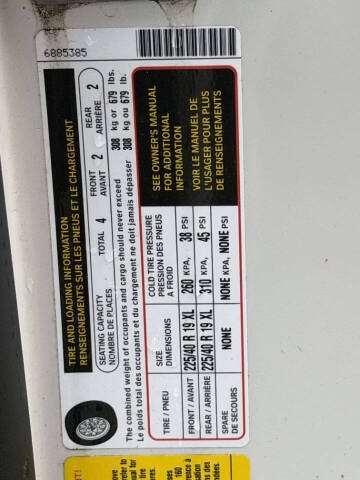 6885385
TIRE AND LOADING INFORMATION
RENSEIGNEMENTS SUR LES PNEUS ET LE CHARGEMENT
SEATING CAPACITY
NOMBRE DE PLACES
TOTAL 4
FRONT
AVANT 2
REAR
ARRIÈRE 2
The combined weight of occupants and cargo should never exceed 308 kg or 679 lbs.
Le poids total des occupants et du chargement ne doit jamais dépasser 308 kg ou 679 lb.
TIRE / PNEU
SIZE
DIMENSIONS
COLD TIRE PRESSURE
PRESSION DES PNEUS
A FROID
SEE OWNER'S MANUAL
FOR ADDITIONAL
INFORMATION
VOIR LE MANUEL DE
L'USAGER POUR PLUS
DE RENSEIGNEMENTS
FRONT / AVANT 225/40 R 19 XL 260 KPA, 38 PSI
REAR / ARRIÈRE 225/40 R 19 XL 310 KPA, 45 PSI
SPARE
DE SECOURS
NONE
NONE KPA, NONE PSI
160